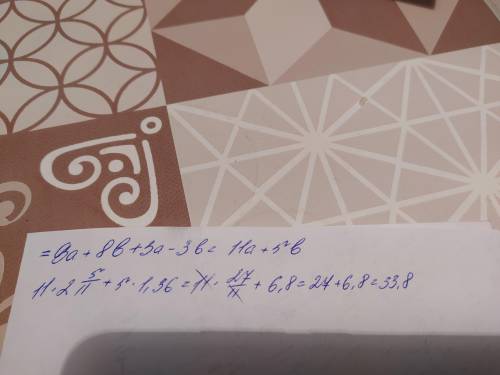 = 8a + 8b + 3a - 3b = 11a + 5b
11 · 2 5/11 + 5 · 1,36 = 11 · 27/11 + 6,8 = 27 + 6,8 = 33,8